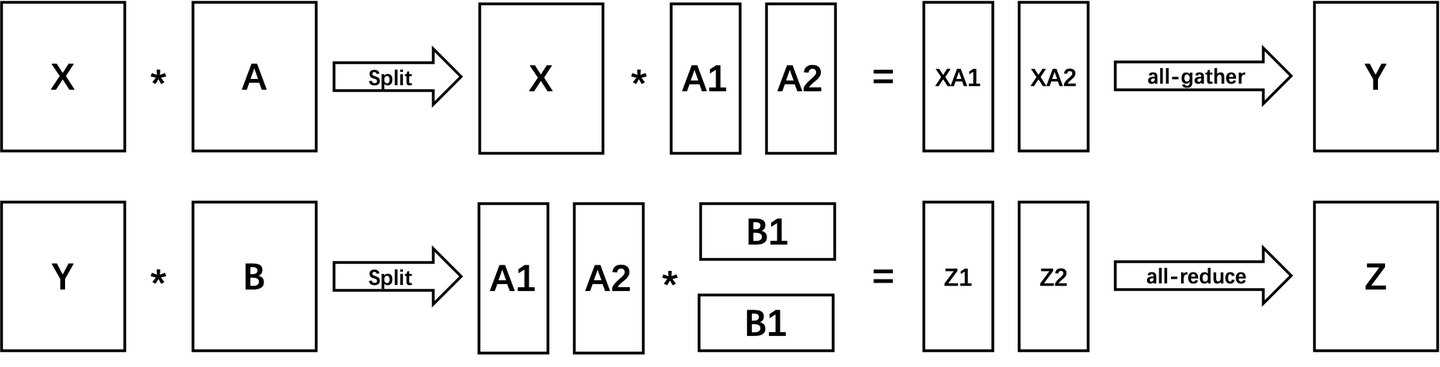 X * A Split X * A1 A2 = XA1 XA2 all-gather Y
Y * B Split A1 A2 * B1 B1 = Z1 Z2 all-reduce Z